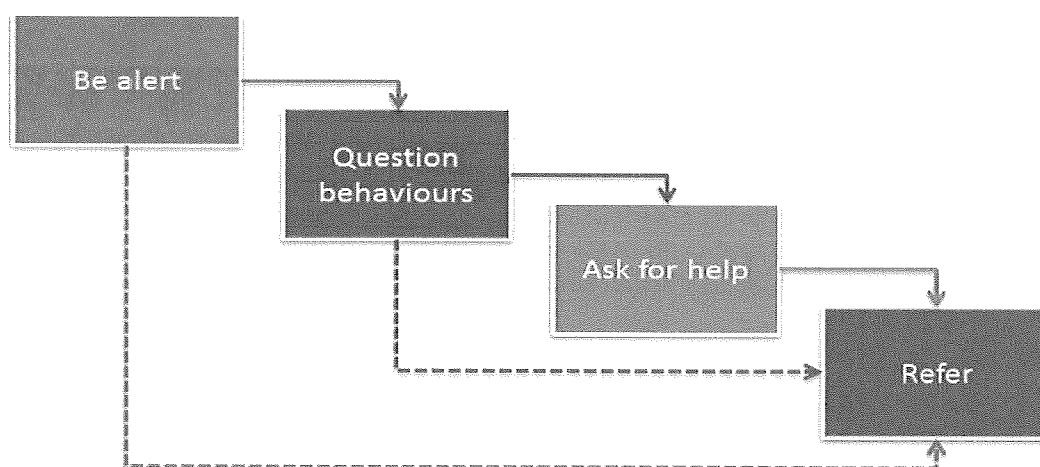 Be alert
Question
behaviours
Ask for help
Refer